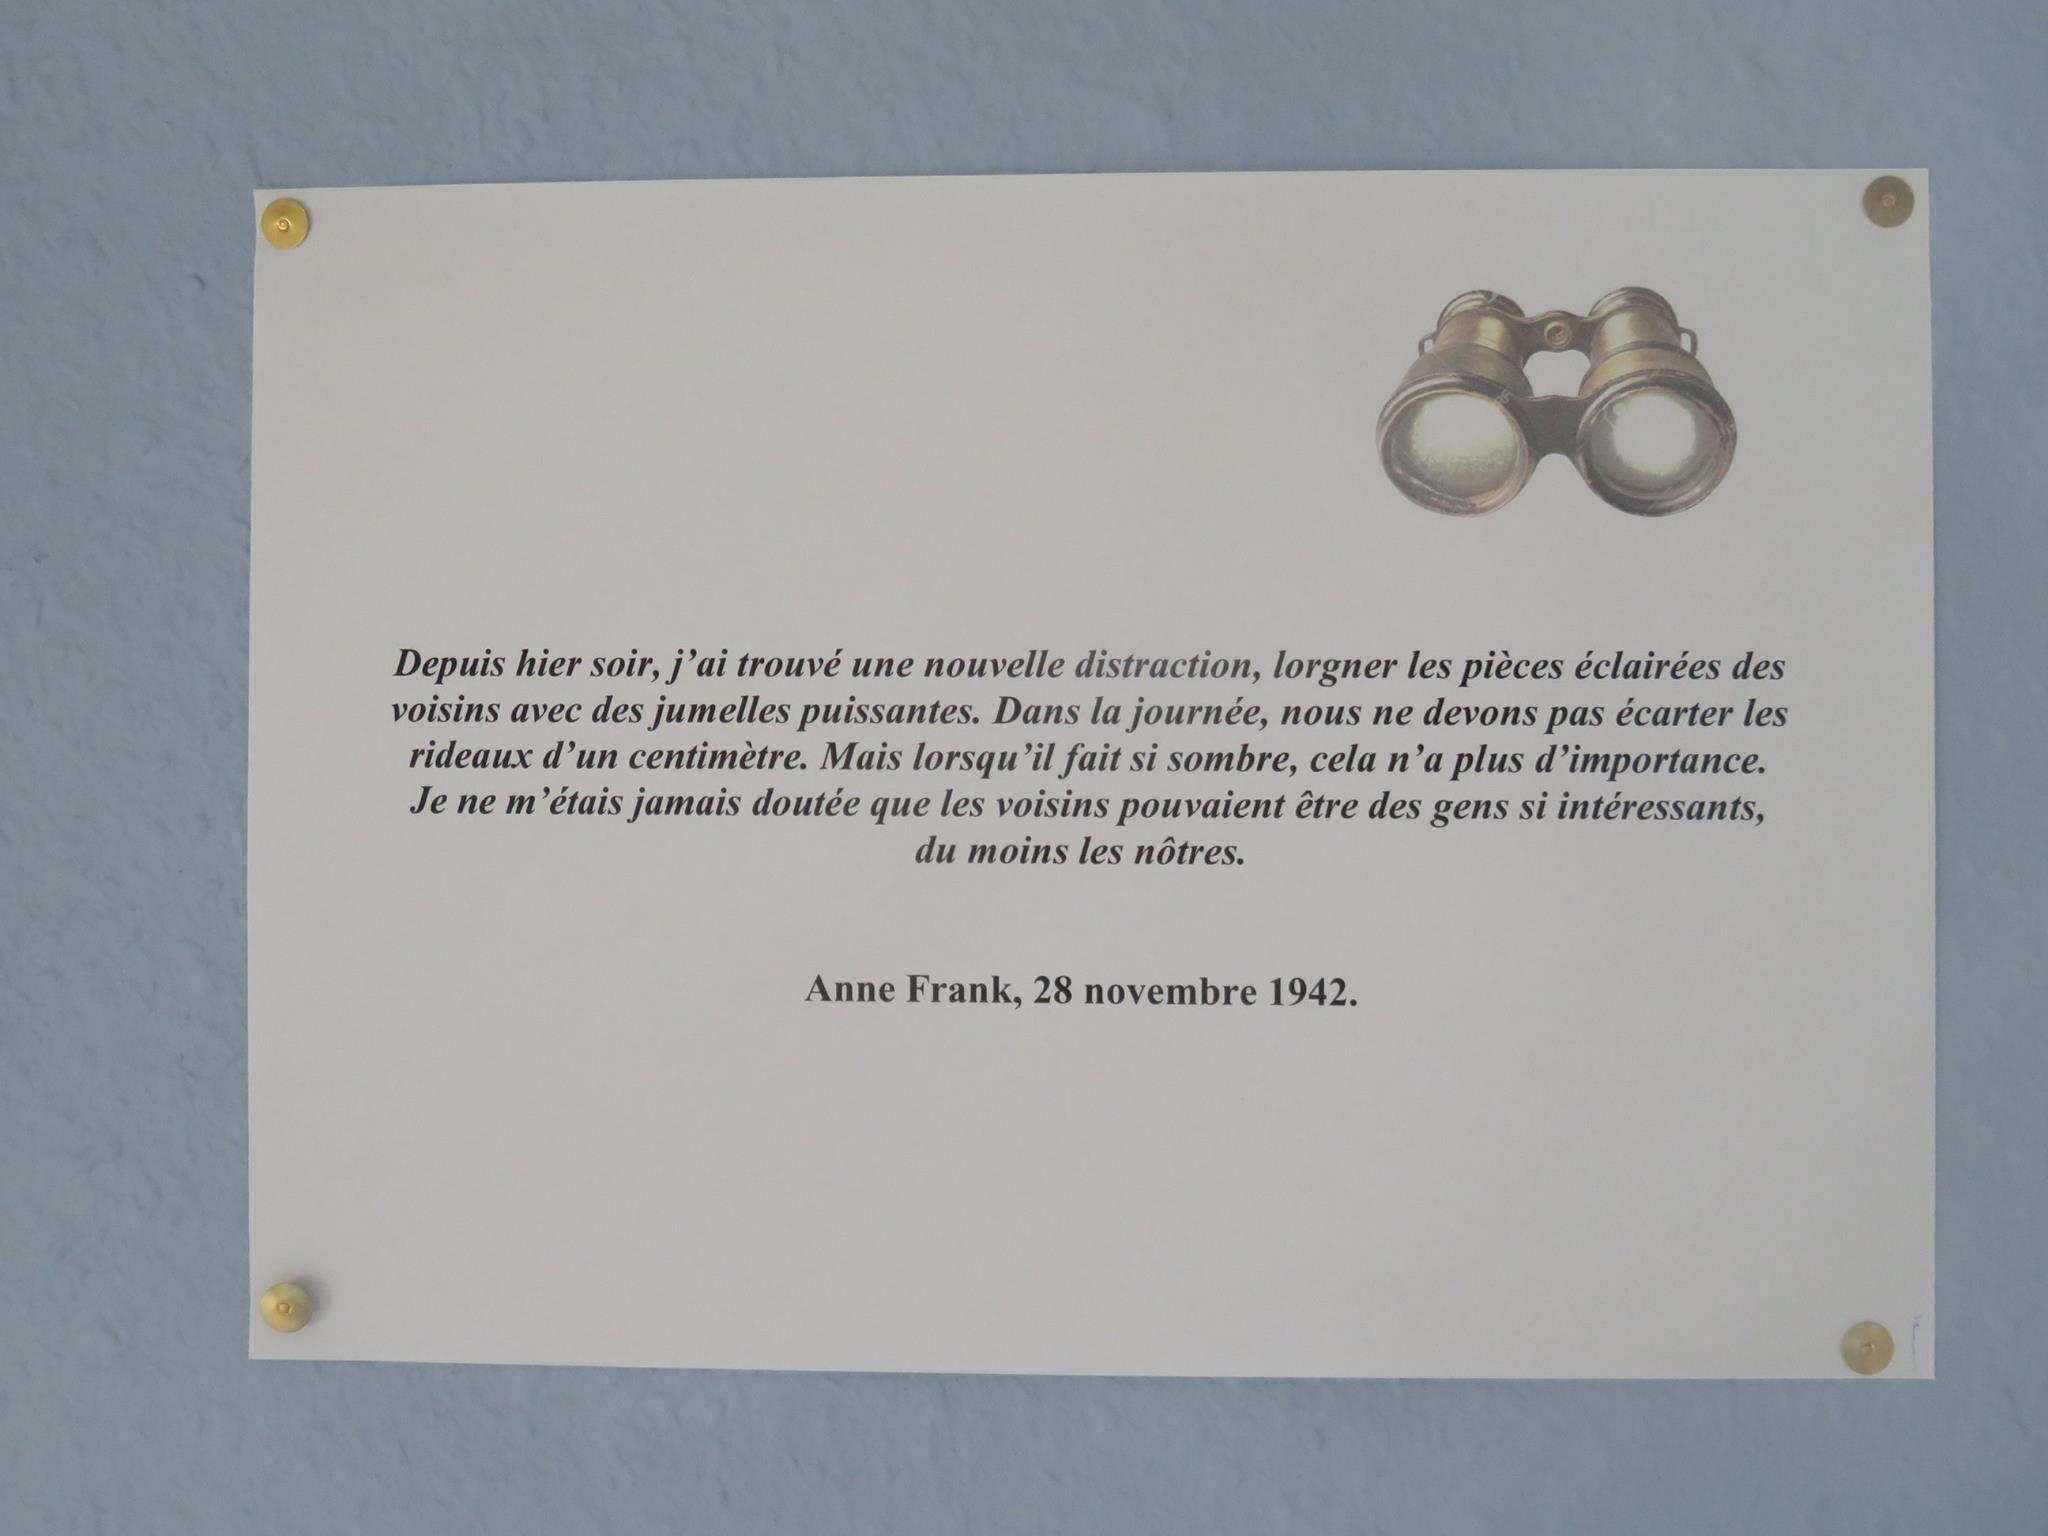 Depuis hier soir, j’ai trouvé une nouvelle distraction, lorgner les pièces éclairées des
voisins avec des jumelles puissantes. Dans la journée, nous ne devons pas écarter les
rideaux d’un centimètre. Mais lorsqu’il fait si sombre, cela n’a plus d’importance.
Je ne m’étais jamais doutée que les voisins pouvaient être des gens si intéressants,
du moins les nôtres.
Anne Frank, 28 novembre 1942.